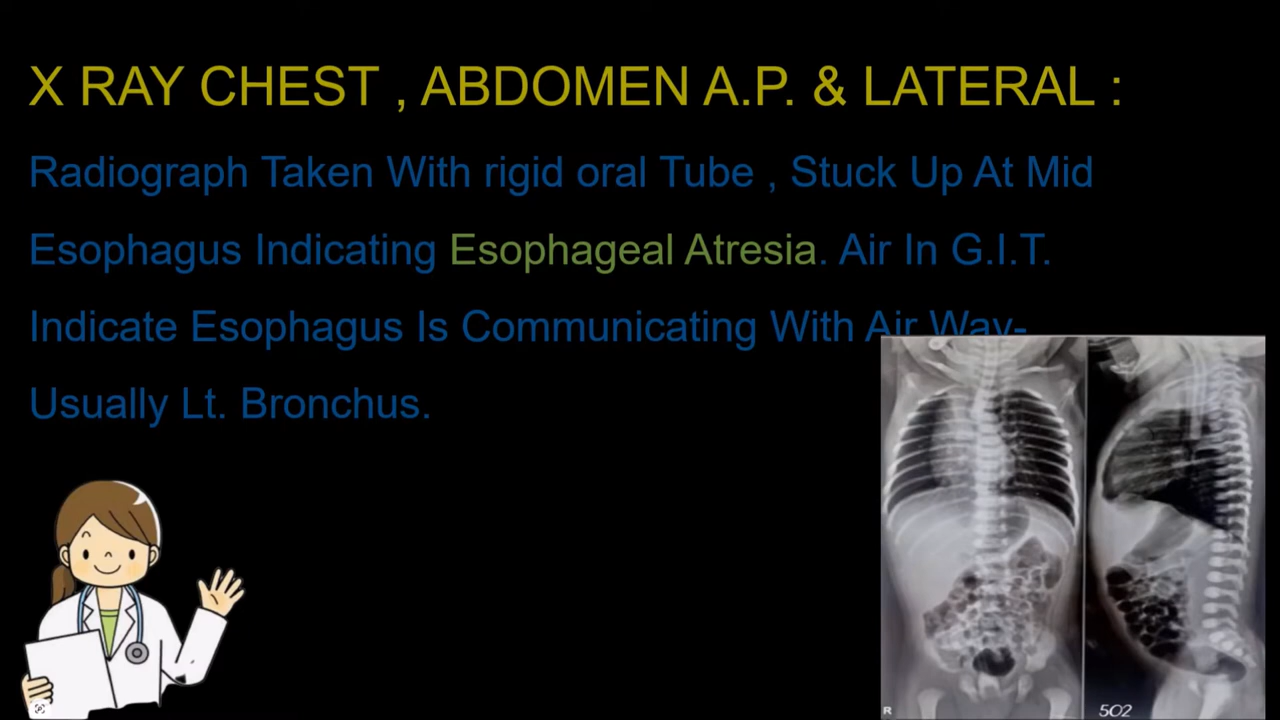 X RAY CHEST , ABDOMEN A.P. & LATERAL :
Radiograph Taken With rigid oral Tube , Stuck Up At Mid
Esophagus Indicating Esophageal Atresia. Air In G.I.T.
Indicate Esophagus Is Communicating With Air Way-
Usually Lt. Bronchus.
R
502